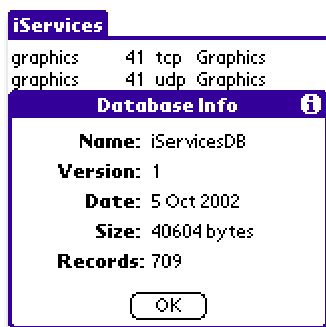 iServices
graphics 41 tcp Graphics
graphics 41 udp Graphics
Database Info i
Name: iServicesDB
Version: 1
Date: 5 Oct 2002
Size: 40604 bytes
Records: 709
OK